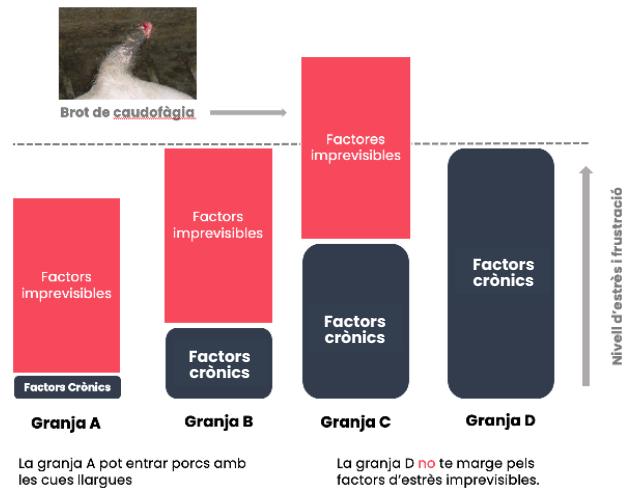 Brot de caudofàgia
Factors
imprevisibles
Factors Crònics
Granja A
Factors
imprevisibles
Factors
crònics
Granja B
Factores
imprevisibles
Factors
crònics
Granja C
Factors
crònics
Granja D
Nivell d'estrès i frustració
La granja A pot entrar porcs amb
les cues llargues
La granja D no te marge pels
factors d'estrès imprevisibles.